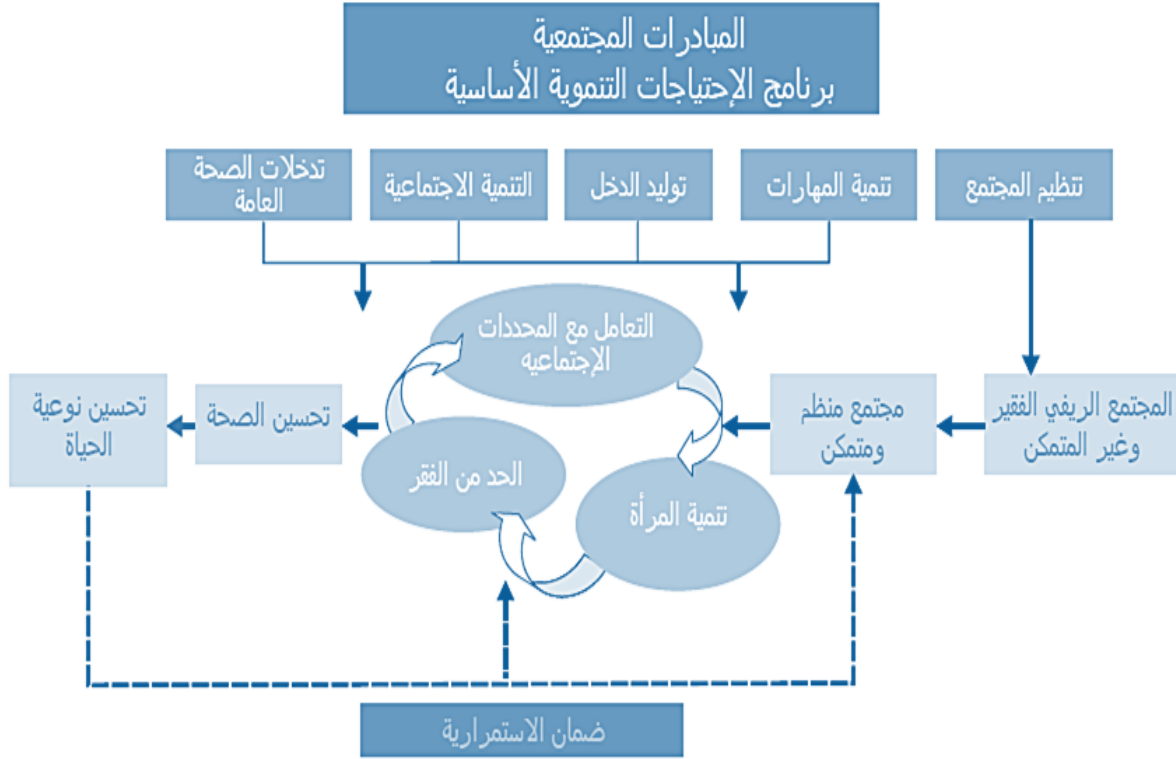 المبادرات المجتمعية
برنامج الإحتياجات التنموية الأساسية
تنظيم المجتمع
تنمية المهارات
توليد الدخل
التنمية الاجتماعية
تدخلات الصحة
العامة
التعامل مع المحددات
الإجتماعيه
المجتمع الريفي الفقير
وغير المتمكن
مجتمع منظم
ومتمكن
تنمية المرأة
الحد من الفقر
تحسين الصحة
تحسين نوعية
الحياة
ضمان الاستمرارية